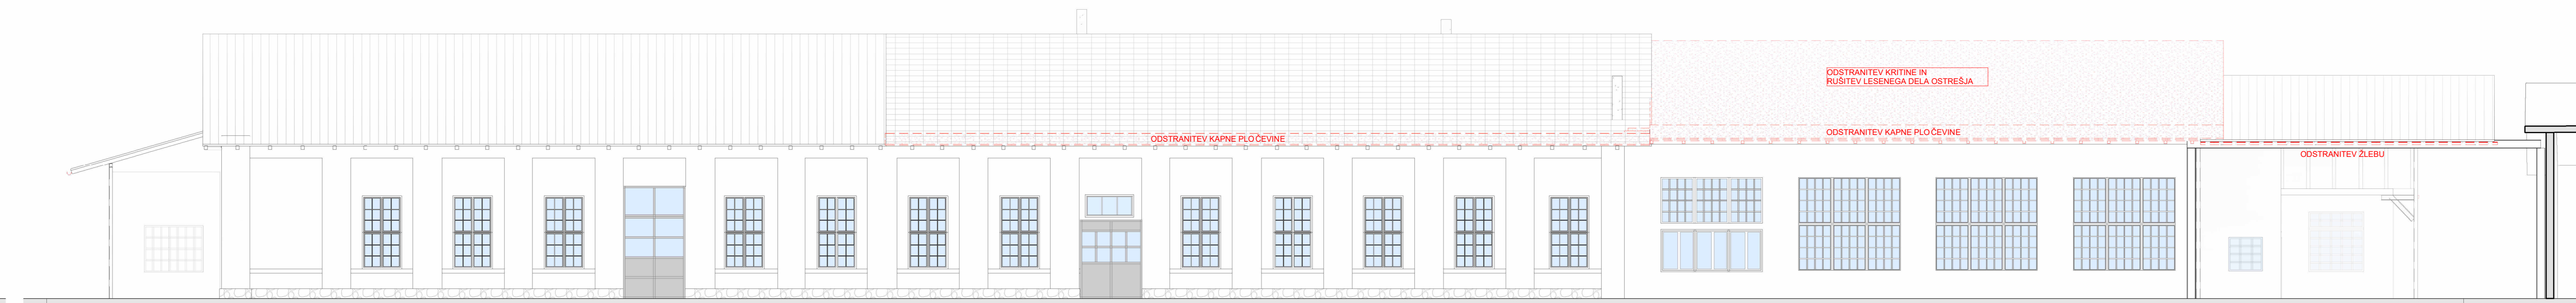 ODSTRANITEV KRITINE IN
RUŠITEV LESENEGA DELA OSTREŠJA
ODSTRANITEV KAPNE PLOČEVINE
ODSTRANITEV KAPNE PLOČEVINE
ODSTRANITEV ŽLEBU